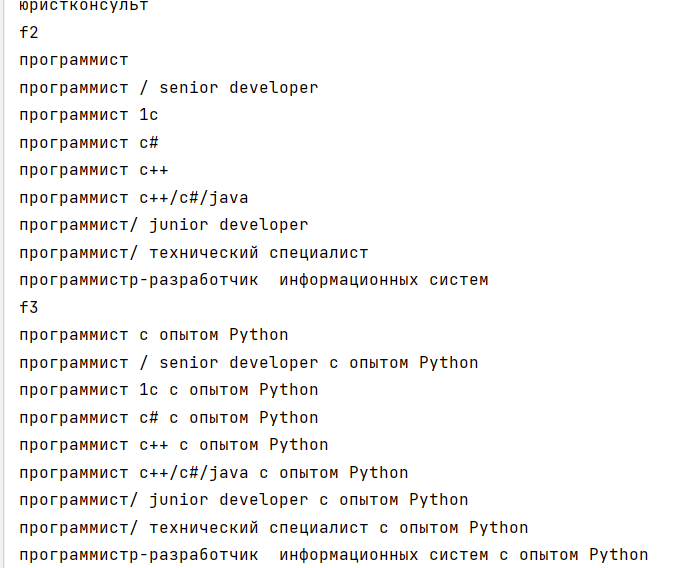 юристконсульт
f2
программист
программист / senior developer
программист 1с
программист c#
программист c++
программист c++/c#/java
программист/ junior developer
программист/ технический специалист
программистр-разработчик  информационных систем
f3
программист с опытом Python
программист / senior developer с опытом Python
программист 1с с опытом Python
программист c# с опытом Python
программист c++ с опытом Python
программист c++/c#/java с опытом Python
программист/ junior developer с опытом Python
программист/ технический специалист с опытом Python
программистр-разработчик  информационных систем с опытом Python